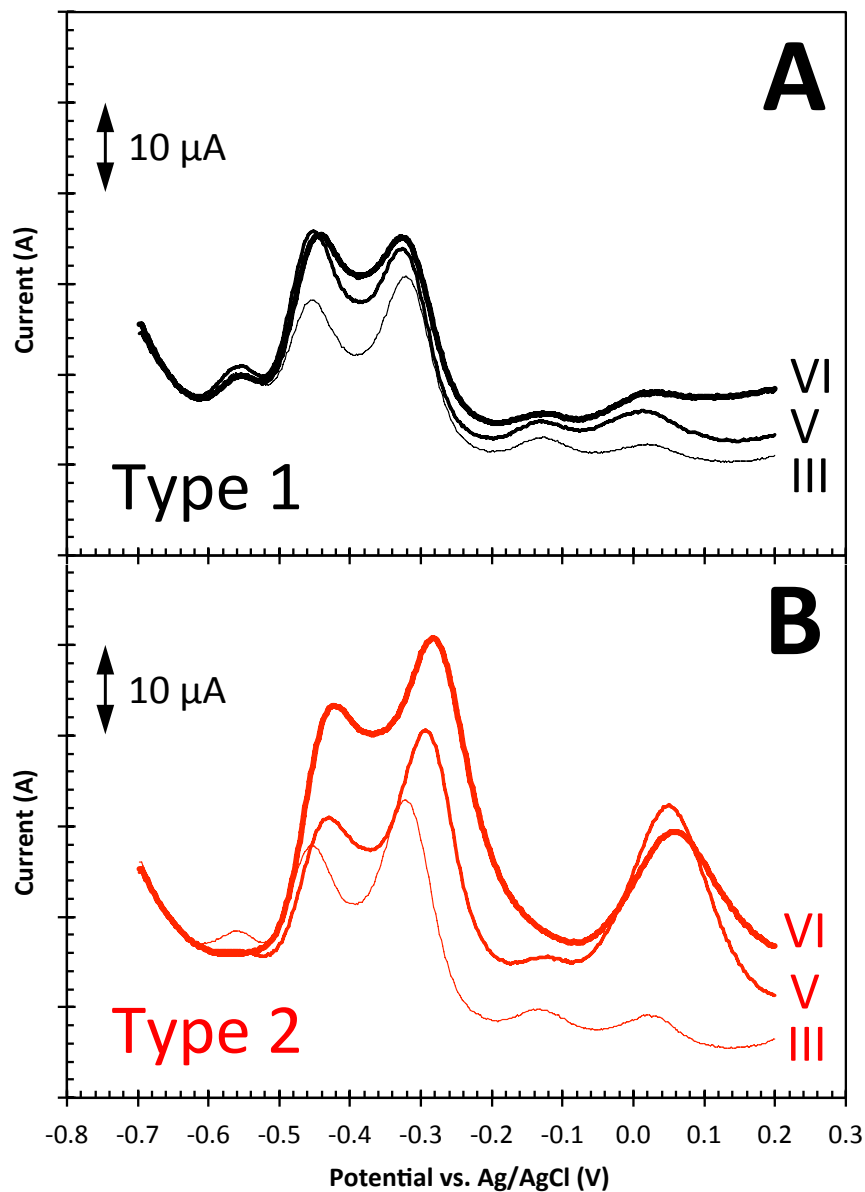 A
10 µA
Current (A)
VI
V
III
Type 1
B
10 µA
Current (A)
VI
V
III
Type 2
-0.8 -0.7 -0.6 -0.5 -0.4 -0.3 -0.2 -0.1 0.0 0.1 0.2 0.3
Potential vs. Ag/AgCl (V)